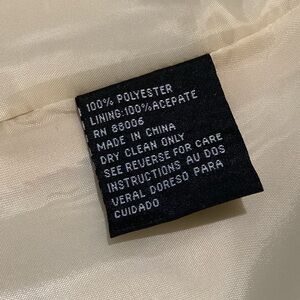 100% POLYESTER
LINING:100%ACEPATE
RN 88006
MADE IN CHINA
DRY CLEAN ONLY
SEE REVERSE FOR CARE
INSTRUCTIONS AU DOS
VERAL DORESO PARA
CUIDADO